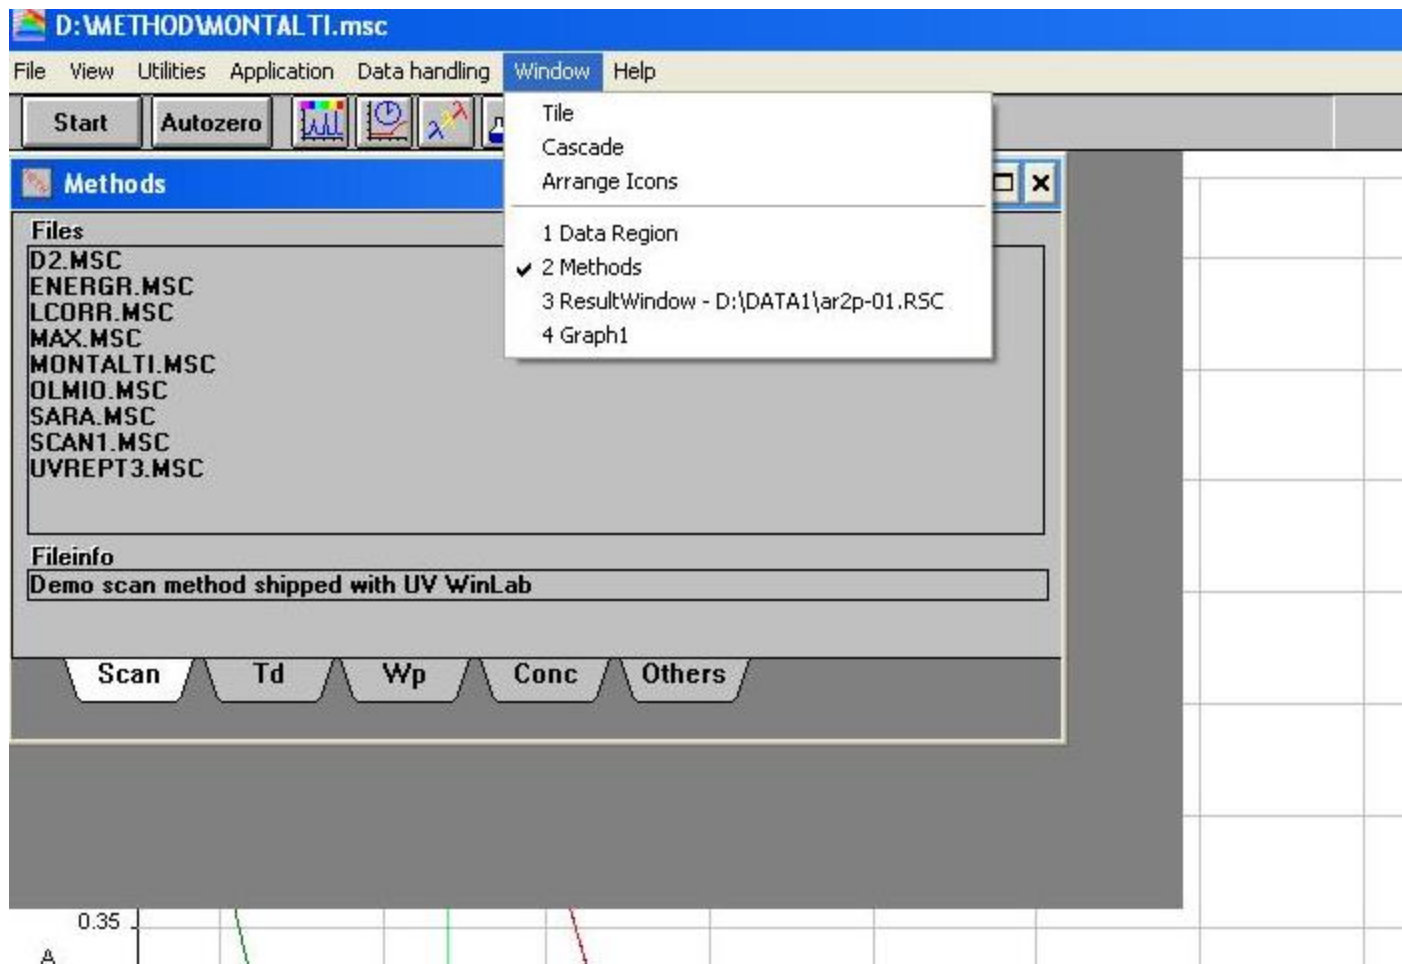 D:\METHOD\MONTALTI.msc
File View Utilities Application Data handling Window Help
Start Autozero λ λ
Tile
Cascade
Arrange Icons
1 Data Region
2 Methods
3 ResultWindow - D:\DATA1\ar2p-01.RSC
4 Graph1
Methods
Files
D2.MSC
ENERGR.MSC
LCORR.MSC
MAX.MSC
MONTALTI.MSC
OLMIO.MSC
SARA.MSC
SCAN1.MSC
UVREPT3.MSC
Fileinfo
Demo scan method shipped with UV WinLab
Scan Td Wp Conc Others
0.35
A